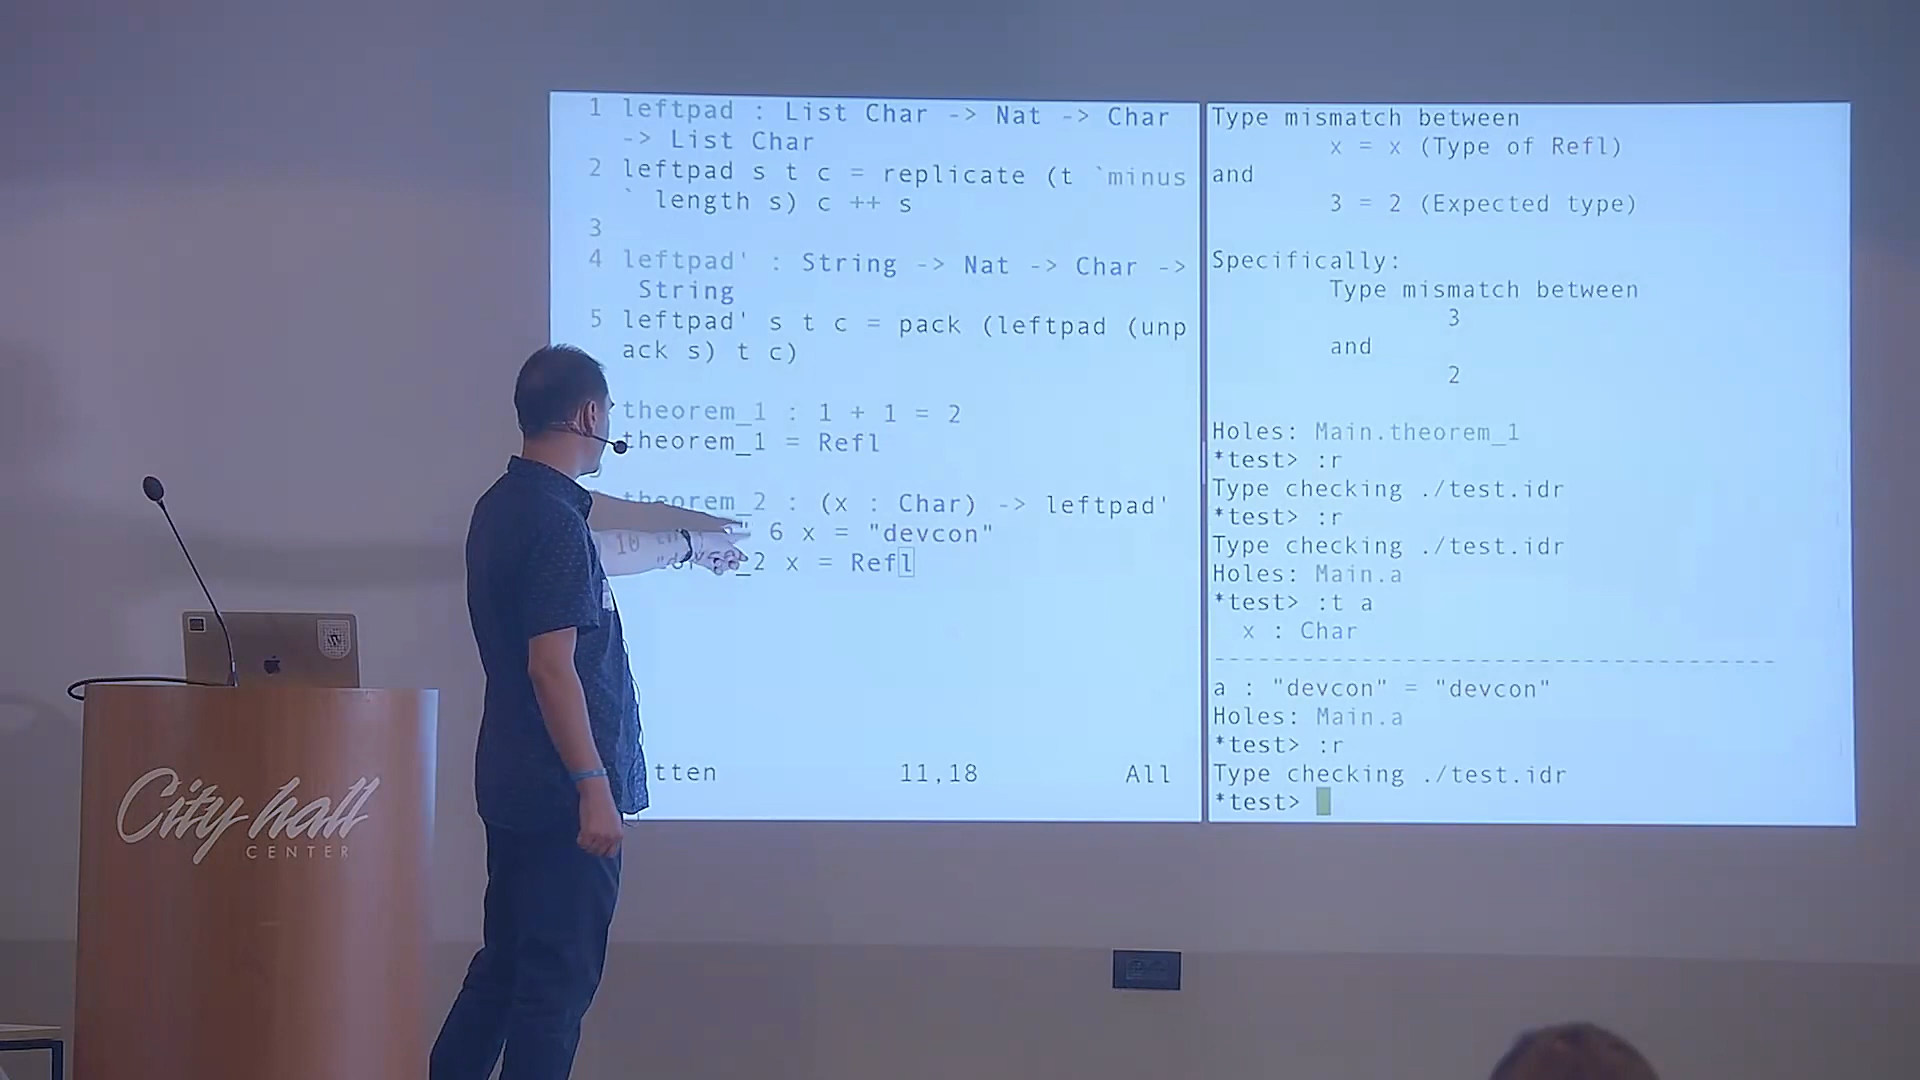 1 leftpad : List Char -> Nat -> Char
-> List Char
2 leftpad s t c = replicate (t `minus
` length s) c ++ s
3
4 leftpad' : String -> Nat -> Char ->
String
5 leftpad' s t c = pack (leftpad (unp
ack s) t c)
theorem_1 : 1 + 1 = 2
theorem_1 = Refl
theorem_2 : (x : Char) -> leftpad'
" 6 x = "devcon"
10 _2 x = Refl
tten 11,18 All
Type mismatch between
x = x (Type of Refl)
and
3 = 2 (Expected type)
Specifically:
Type mismatch between
3
and
2
Holes: Main.theorem_1
*test> :r
Type checking ./test.idr
*test> :r
Type checking ./test.idr
Holes: Main.a
*test> :t a
x : Char
--------------------------------------
a : "devcon" = "devcon"
Holes: Main.a
*test> :r
Type checking ./test.idr
*test>
City hall
CENTER